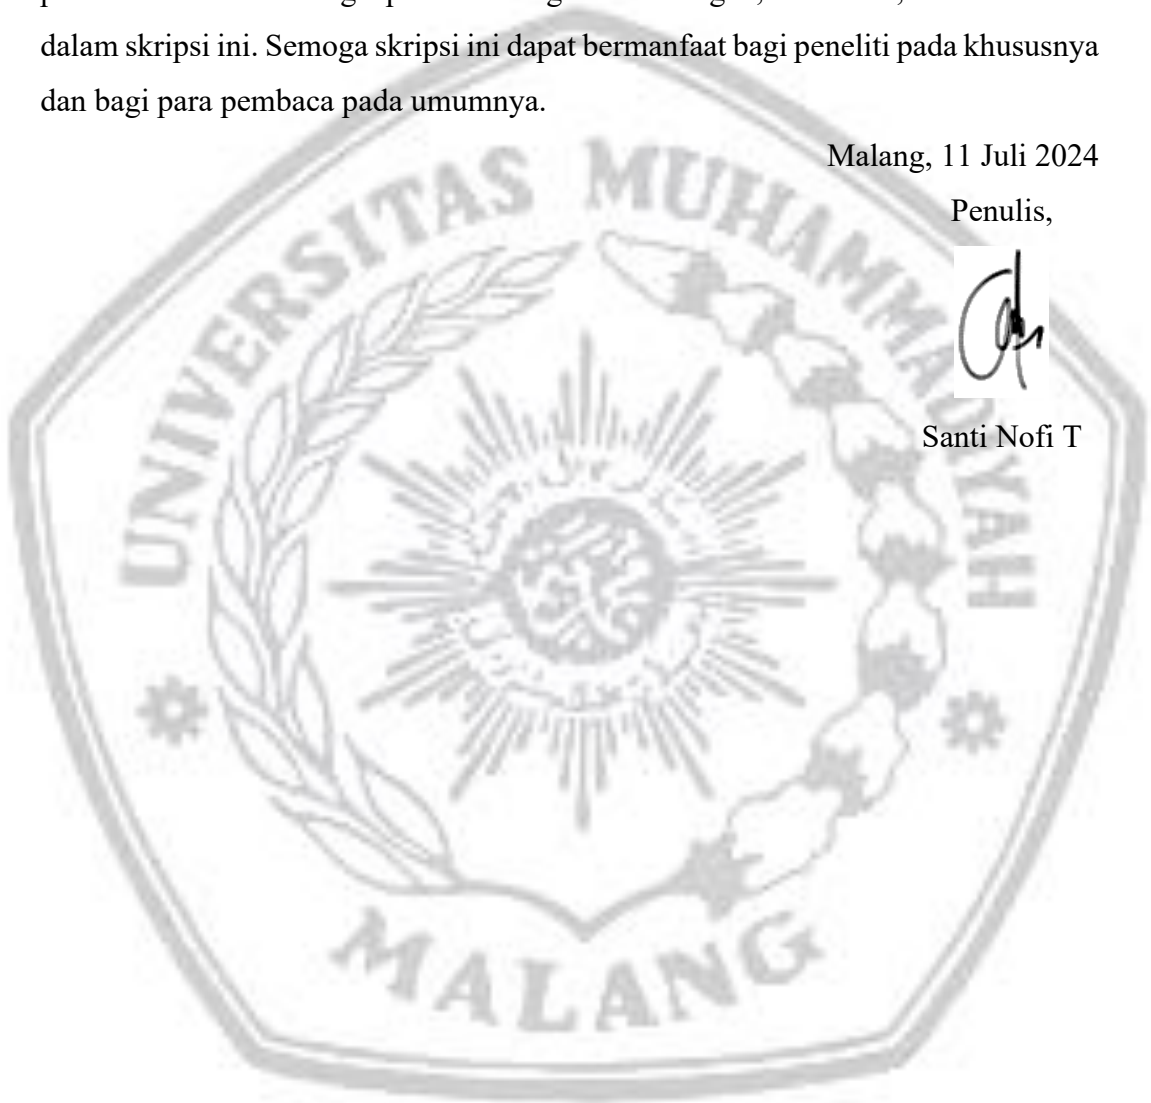 dalam skripsi ini. Semoga skripsi ini dapat bermanfaat bagi peneliti pada khususnya
dan bagi para pembaca pada umumnya.
Malang, 11 Juli 2024
Penulis,
Santi Nofi T
UNIVERSITAS MUHAMMADIYAH
MALANG